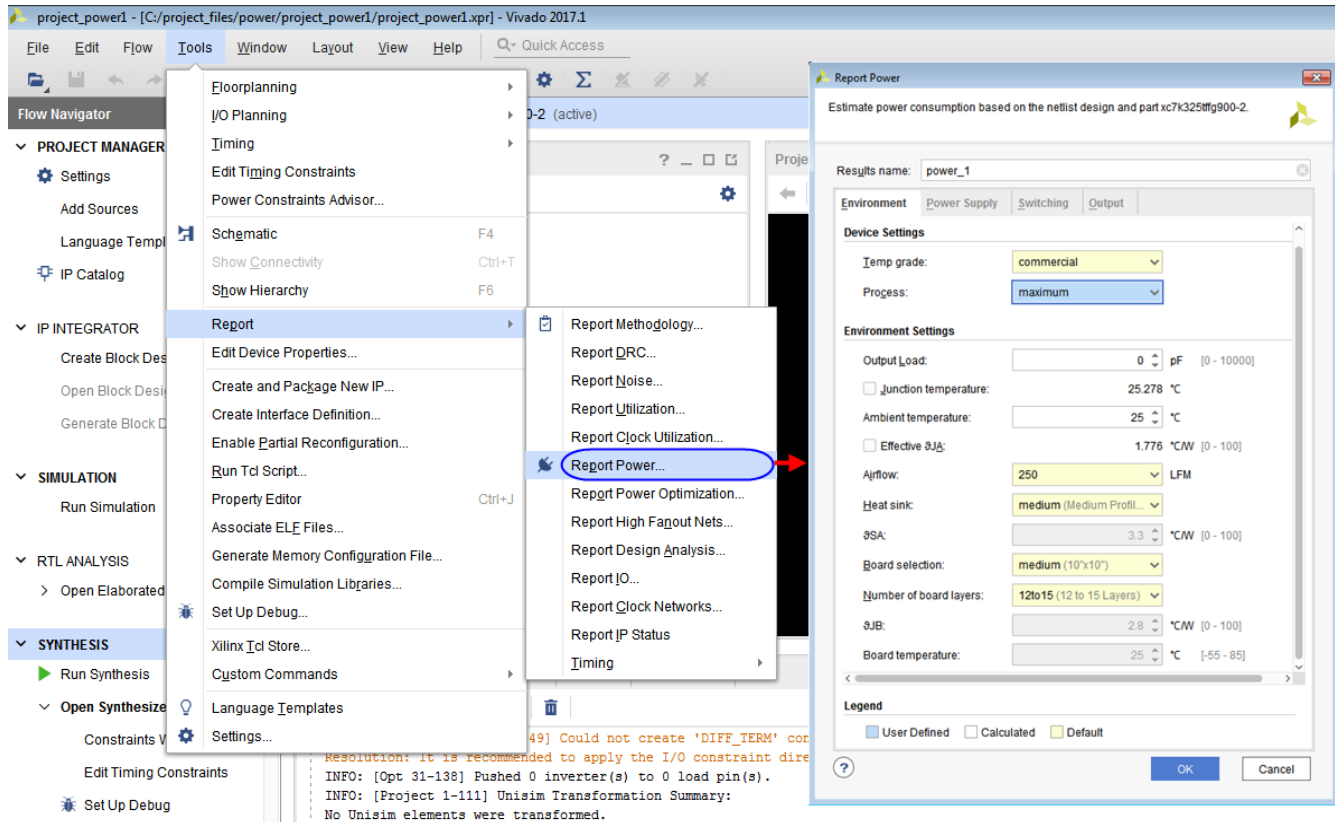 project_power1 - [C:/project_files/power/project_power1/project_power1.xpr] - Vivado 2017.1
File Edit Flow Tools Window Layout View Help Quick Access
Flow Navigator
PROJECT MANAGER
Settings
Add Sources
Language Templ
IP Catalog
IP INTEGRATOR
Create Block Des
Open Block Desi
Generate Block D
SIMULATION
Run Simulation
RTL ANALYSIS
Open Elaborated
SYNTHESIS
Run Synthesis
Open Synthesize
Constraints W
Edit Timing Constraints
Set Up Debug
Floorplanning
I/O Planning
Timing
Edit Timing Constraints
Power Constraints Advisor...
Schematic F4
Show Connectivity Ctrl+T
Show Hierarchy F6
Report
Edit Device Properties...
Create and Package New IP...
Create Interface Definition...
Enable Partial Reconfiguration...
Run Tcl Script...
Property Editor Ctrl+J
Associate ELF Files...
Generate Memory Configuration File...
Compile Simulation Libraries...
Set Up Debug...
Xilinx Tcl Store...
Custom Commands
Language Templates
Settings...
0-2 (active)
? _
Proje
Report Methodology...
Report DRC...
Report Noise...
Report Utilization...
Report Clock Utilization...
Report Power...
Report Power Optimization...
Report High Fanout Nets...
Report Design Analysis...
Report IO...
Report Clock Networks...
Report IP Status
Timing
49] Could not create 'DIFF_TERM' cor
Resolution: It is recommended to apply the I/O constraint dire
INFO: [Opt 31-138] Pushed 0 inverter(s) to 0 load pin(s).
INFO: [Project 1-111] Unisim Transformation Summary:
No Unisim elements were transformed.
Report Power
Estimate power consumption based on the netlist design and part xc7k325tffg900-2.
Results name: power_1
Environment Power Supply Switching Output
Device Settings
Temp grade: commercial
Process: maximum
Environment Settings
Output Load: 0 pF [0 - 10000]
Junction temperature: 25.278 °C
Ambient temperature: 25 °C
Effective ϑJA: 1.776 °C/W [0 - 100]
Airflow: 250 LFM
Heat sink: medium (Medium Profil...
ϑSA: 3.3 °C/W [0 - 100]
Board selection: medium (10"x10")
Number of board layers: 12to15 (12 to 15 Layers)
ϑJB: 2.8 °C/W [0 - 100]
Board temperature: 25 °C [-55 - 85]
Legend
User Defined Calculated Default
? OK Cancel